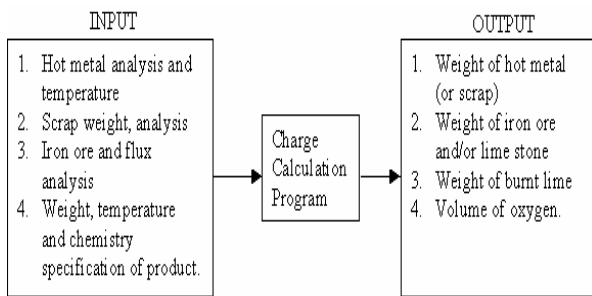 INPUT
1. Hot metal analysis and
temperature
2. Scrap weight, analysis
3. Iron ore and flux
analysis
4. Weight, temperature
and chemistry
specification of product.
Charge
Calculation
Program
OUTPUT
1. Weight of hot metal
(or scrap)
2. Weight of iron ore
and/or lime stone
3. Weight of burnt lime
4. Volume of oxygen.